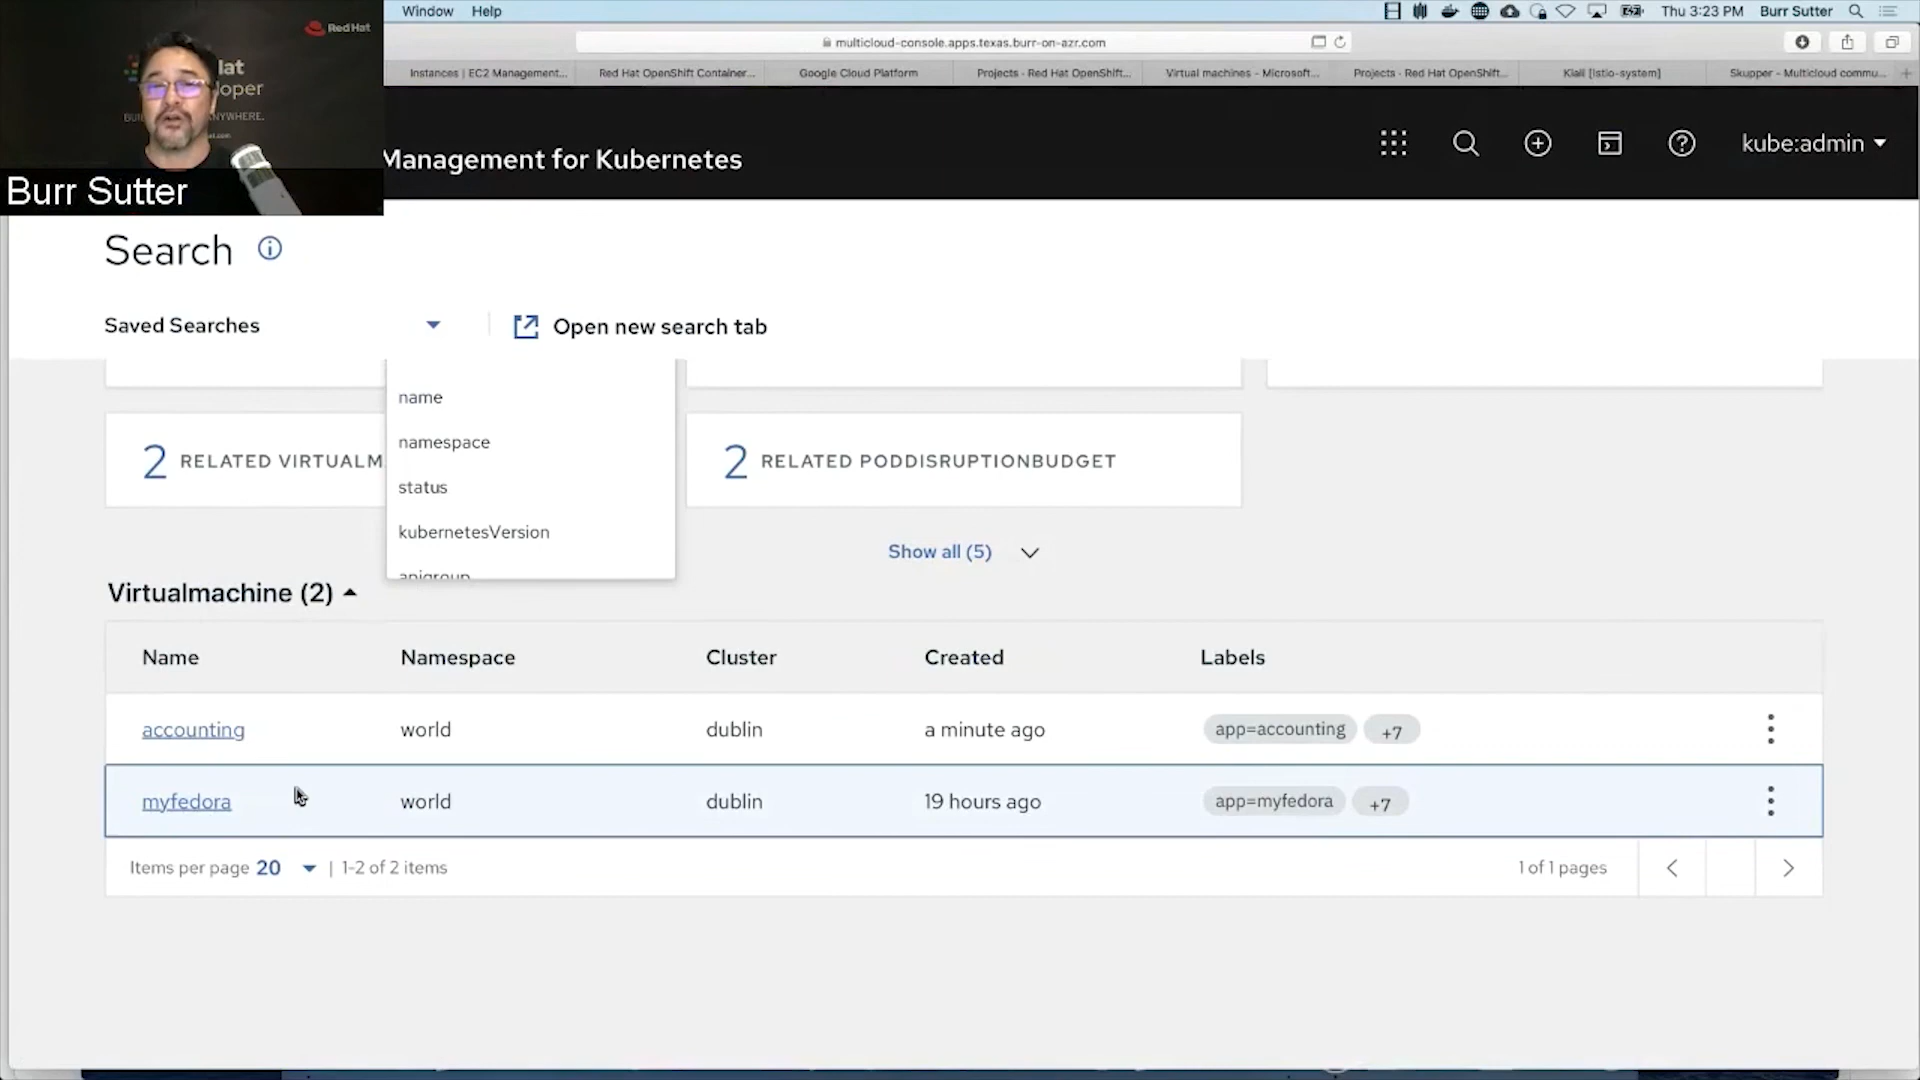 Window Help
Thu 3:23 PM Burr Sutter
Red Hat
multicloud-console.apps.texas.burr-on-azr.com
Instances | EC2 Management... Red Hat OpenShift Container... Google Cloud Platform Projects - Red Hat OpenShift... Virtual machines - Microsoft... Projects - Red Hat OpenShift... Kiali [istio-system] Skupper - Multicloud commu...
Management for Kubernetes
kube:admin
Burr Sutter
Search
Saved Searches
Open new search tab
name
namespace
status
kubernetesVersion
apigroup
2 RELATED VIRTUALM
2 RELATED PODDISRUPTIONBUDGET
Show all (5)
Virtualmachine (2)
Name Namespace Cluster Created Labels
accounting world dublin a minute ago app=accounting +7
myfedora world dublin 19 hours ago app=myfedora +7
Items per page 20 | 1-2 of 2 items
1 of 1 pages